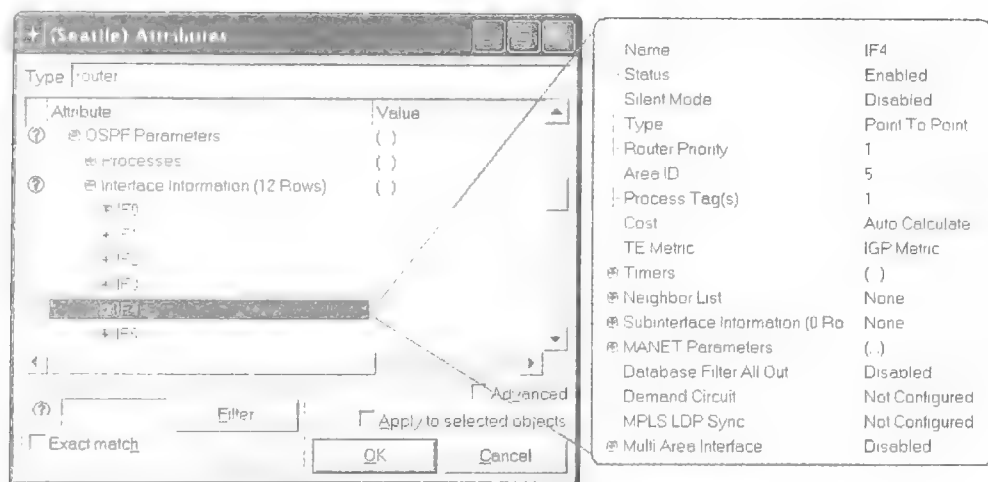 (Seattle) Attributes
Type router
Attribute Value
OSPF Parameters ( )
Processes ( )
Interface Information (12 Rows) ( )
IF0
Advanced
Filter
Apply to selected objects
Exact match
OK Cancel
Name IF4
Status Enabled
Silent Mode Disabled
Type Point To Point
Router Priority 1
Area ID 5
Process Tag(s) 1
Cost Auto Calculate
TE Metric IGP Metric
Timers ( )
Neighbor List None
Subinterface Information (0 Ro None
MANET Parameters (...)
Database Filter All Out Disabled
Demand Circuit Not Configured
MPLS LDP Sync Not Configured
Multi Area Interface Disabled